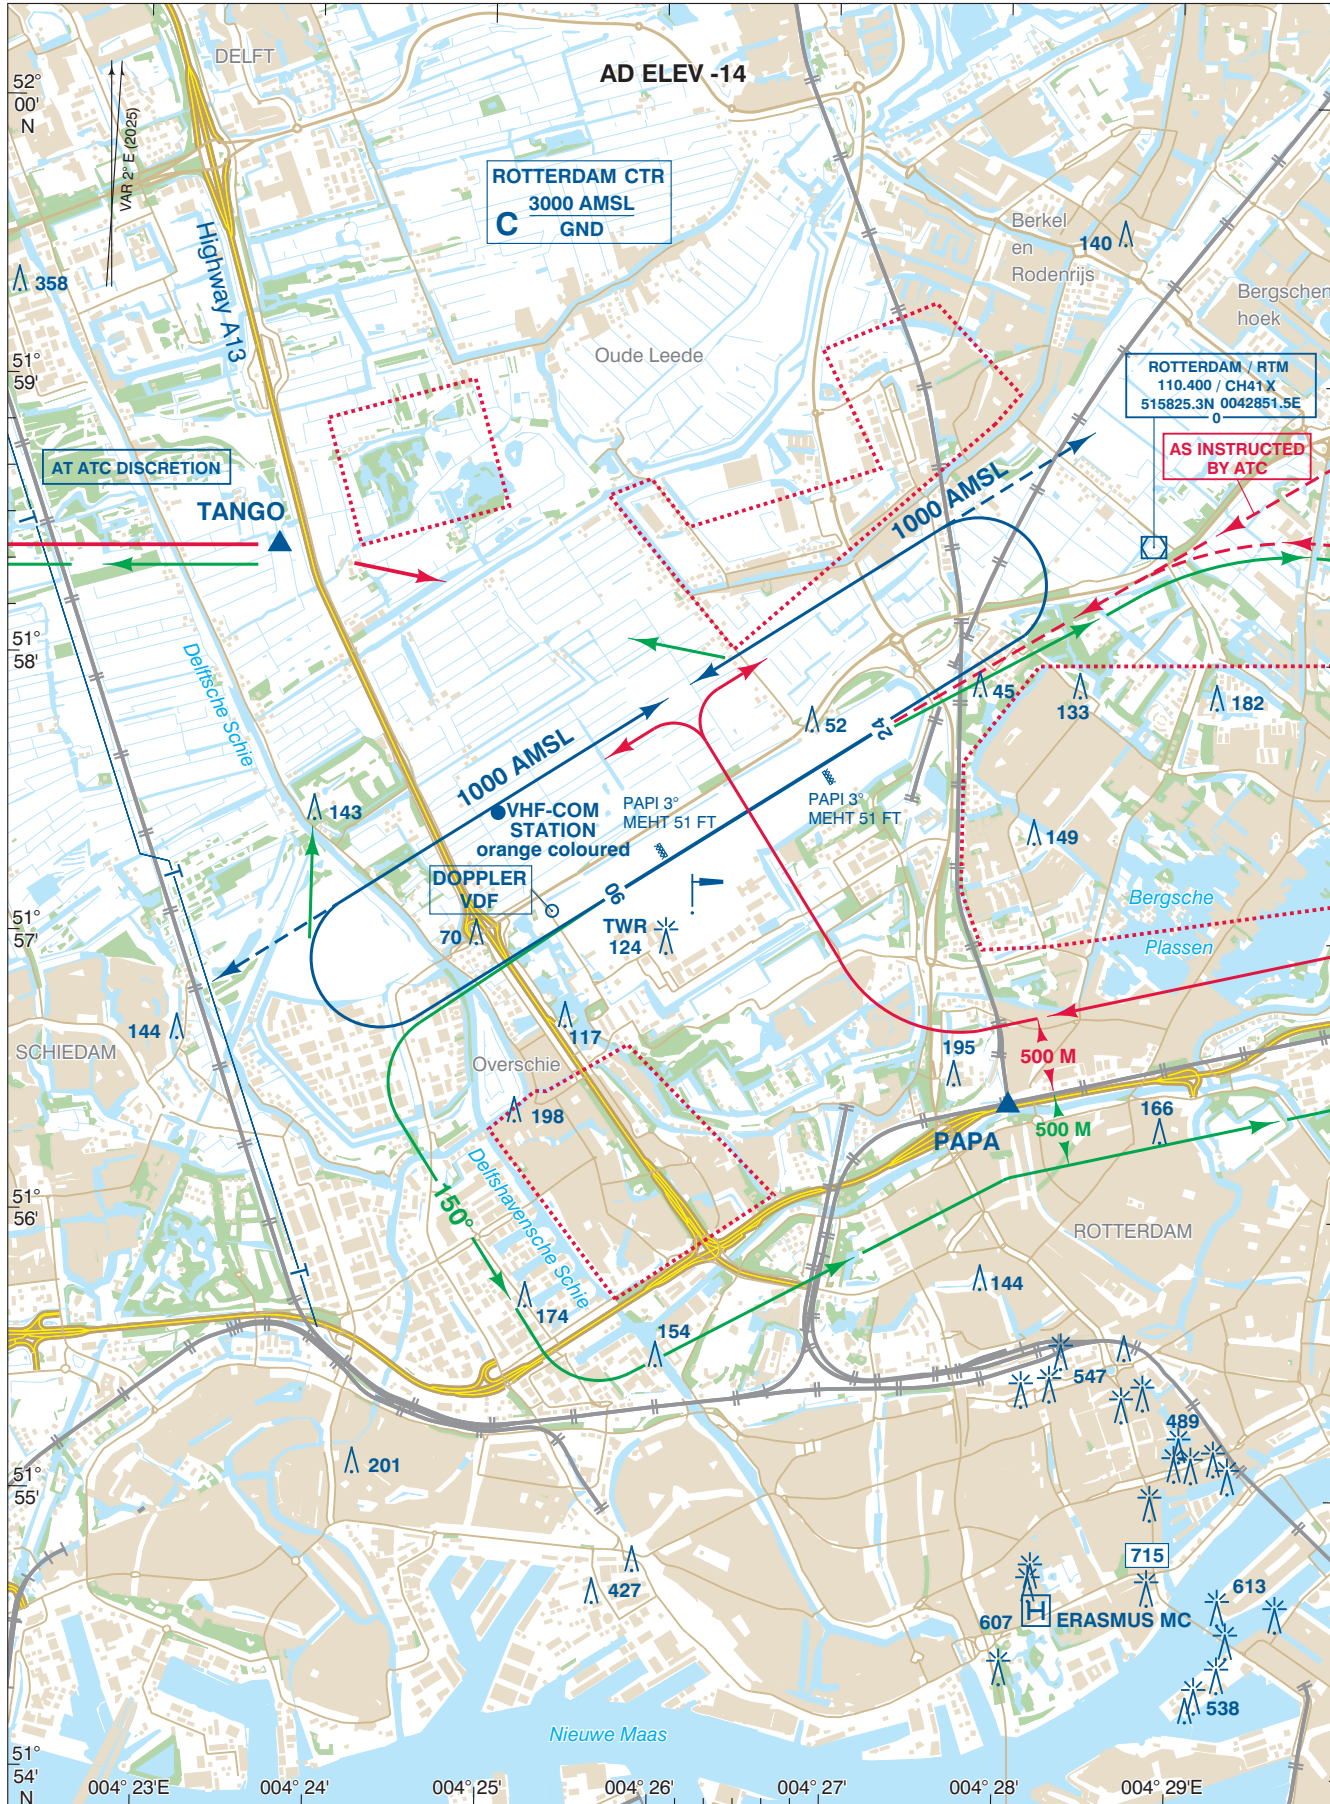 DELFT
AD ELEV -14
52°
00'
N
VAR 2° E (2025)
ROTTERDAM CTR
C 3000 AMSL
GND
Highway A13
358
Berkel
en
Rodenrijs
140
Bergschen
hoek
51°
59'
Oude Leede
ROTTERDAM / RTM
110.400 / CH41 X
515825.3N 0042851.5E
0
AS INSTRUCTED
BY ATC
AT ATC DISCRETION
TANGO
1000 AMSL
51°
58'
Delftsche Schie
45
133
182
52
24
1000 AMSL
143
VHF-COM
STATION
orange coloured
PAPI 3°
MEHT 51 FT
PAPI 3°
MEHT 51 FT
149
DOPPLER
VDF
06
Bergsche
Plassen
51°
57'
70
TWR
124
144
117
SCHIEDAM
Overschie
195
500 M
198
166
500 M
PAPA
Delfshavensche Schie
150°
51°
56'
ROTTERDAM
144
174
154
547
489
201
51°
55'
427
715
613
607
H ERASMUS MC
538
Nieuwe Maas
51°
54'
N
004° 23'E
004° 24'
004° 25'
004° 26'
004° 27'
004° 28'
004° 29'E